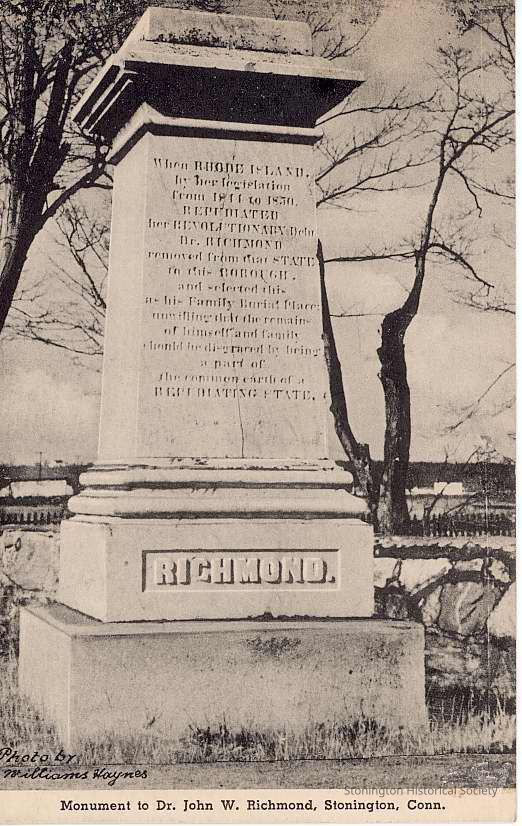 When RHODE ISLAND,
by her legislation
from 1844 to 1850,
REPUDIATED
her REVOLUTIONARY Debt
Dr. RICHMOND
removed from that STATE
to this BOROUGH,
and selected this
as his Family Burial Place
unwilling that the remains
of himself and family
should be disgraced by being
a part of
the common earth of a
REPUDIATING STATE.
RICHMOND.
Photo by
Williams Haynes
Stonington Historical Society
Monument to Dr. John W. Richmond, Stonington, Conn.